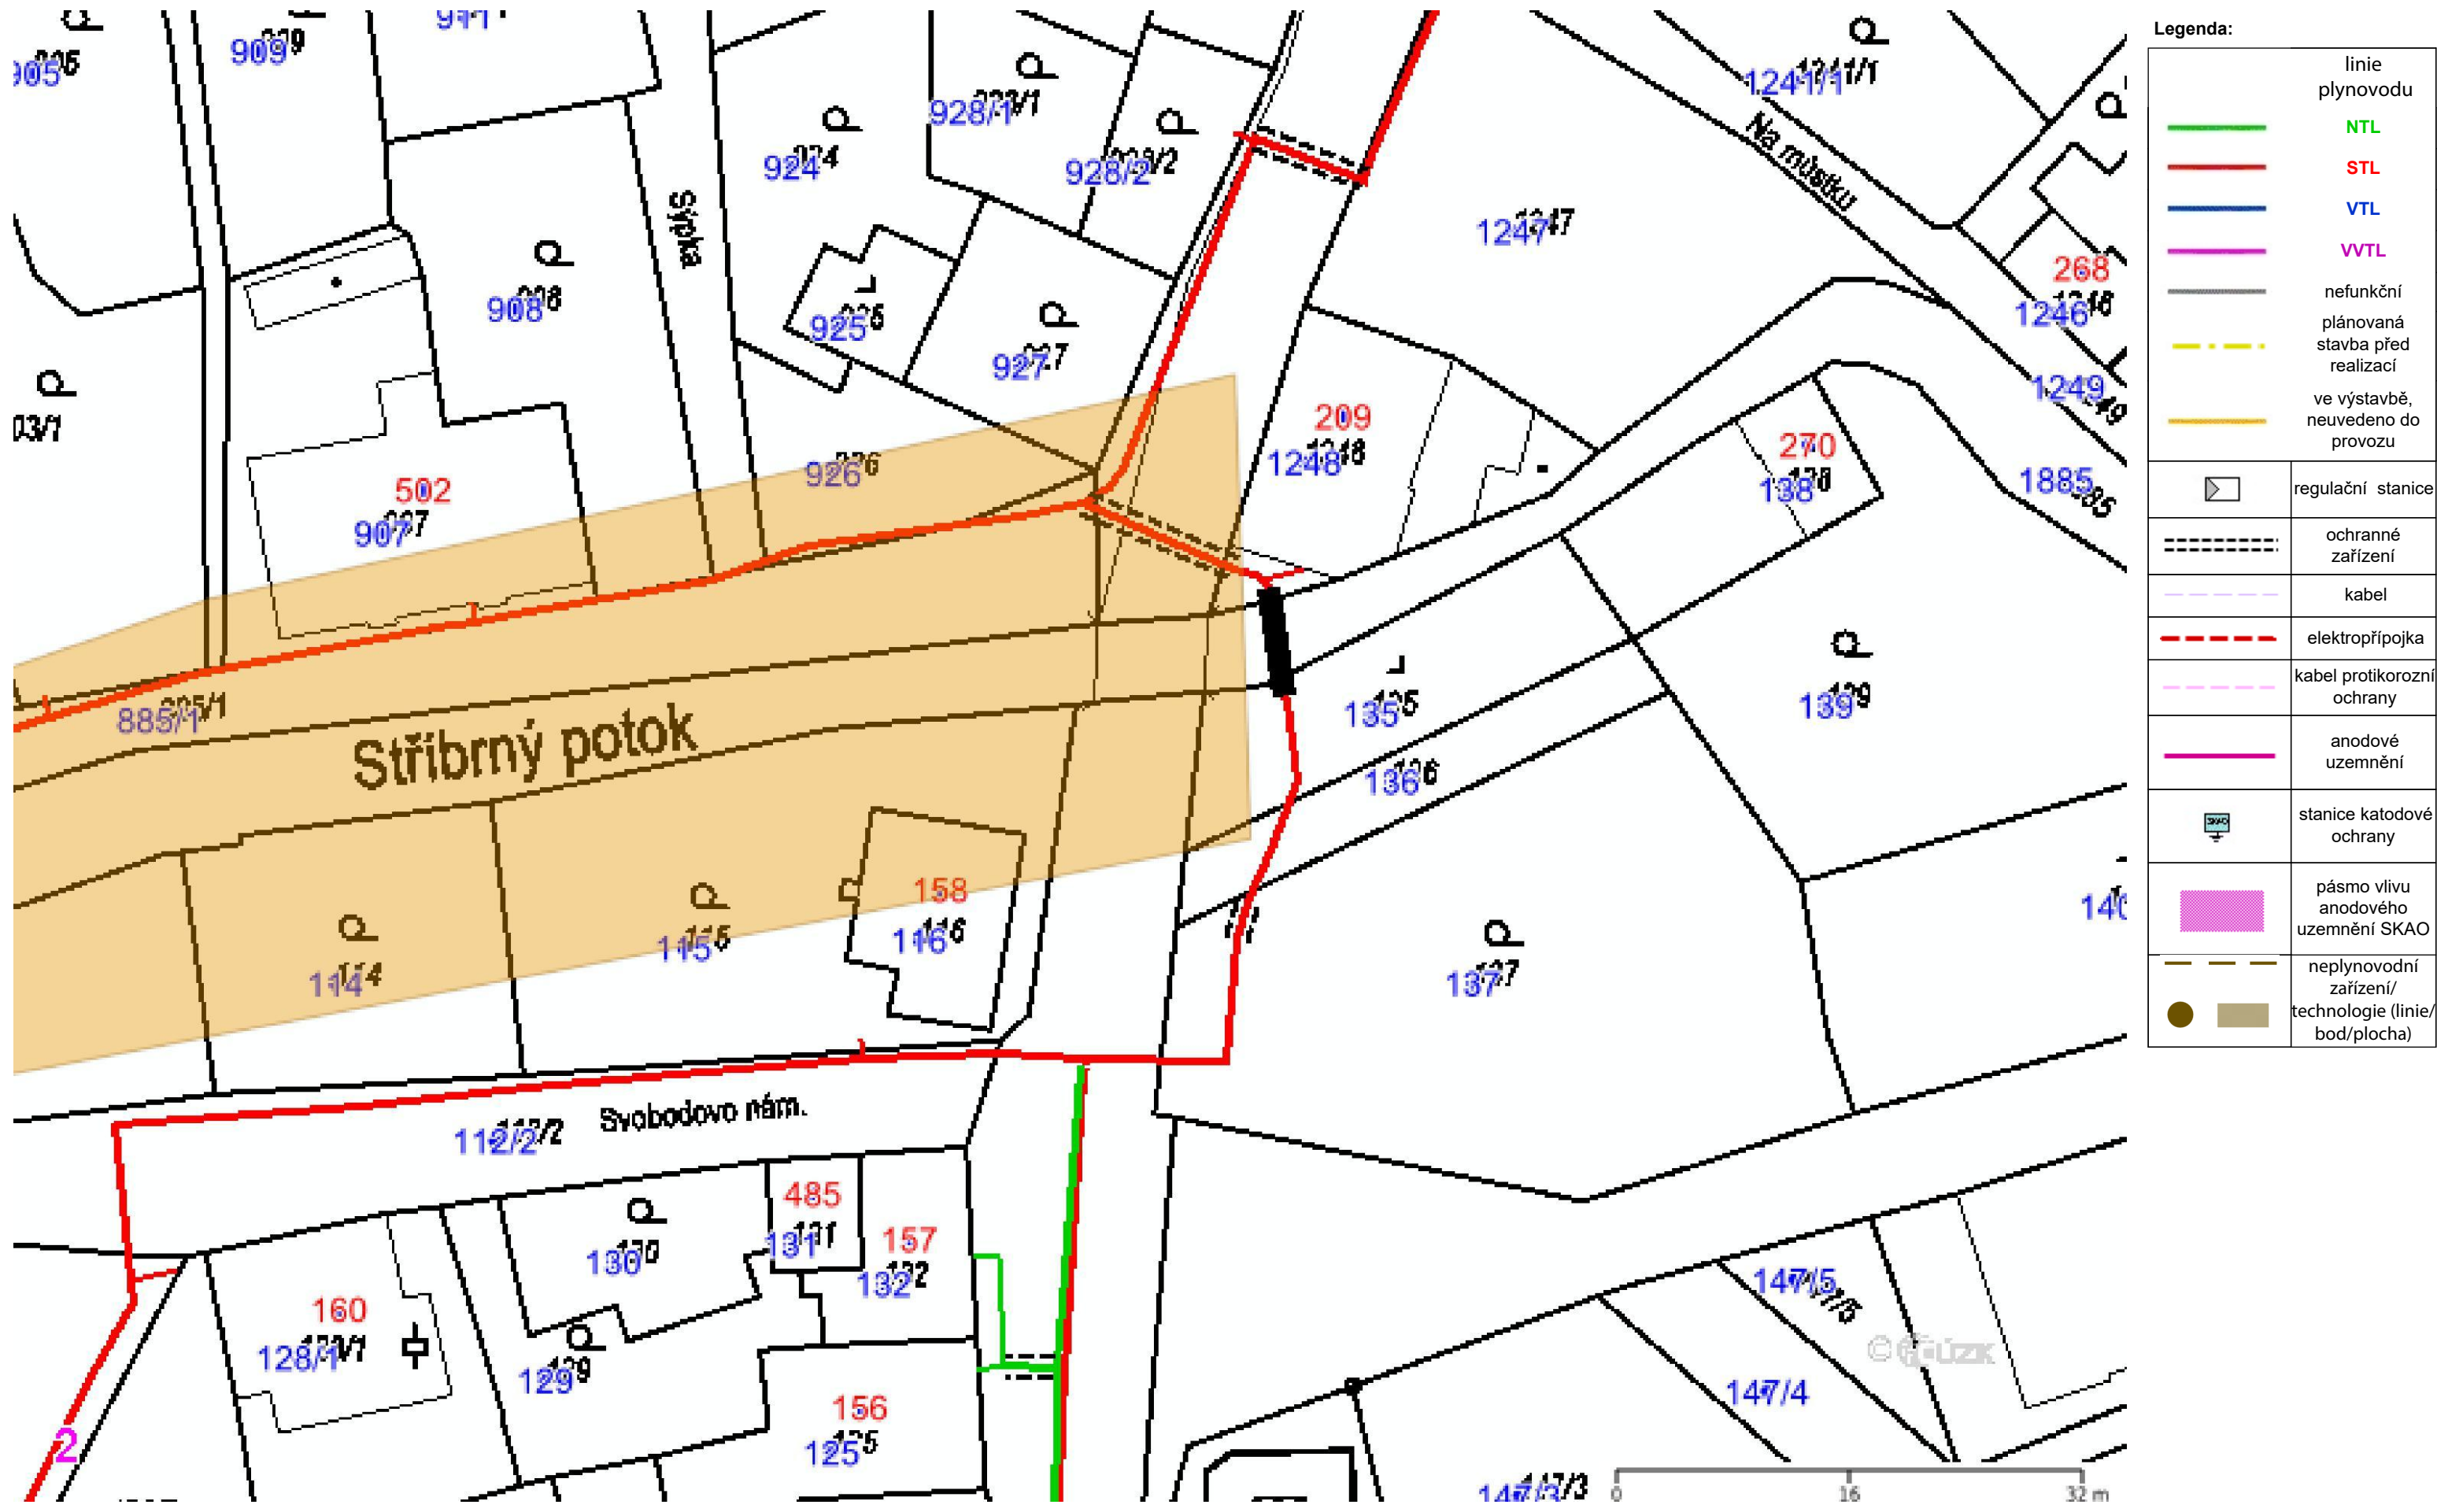 909
924
928/1
928/2
1241/1
Na můstku
1247
Sýpka
908
925
927
268
1246
1249
1885
926
209
1248
270
138
03/1
502
907
885/1
Stříbrný potok
135
136
139
158
116
115
114
137
112/2
Svobodovo nám.
485
131
130
157
132
160
128/1
129
156
125
2
147/5
147/5
147/4
147/3
0 16 32 m
Legenda:
linie
plynovodu
NTL
STL
VTL
VVTL
nefunkční
plánovaná
stavba před
realizací
ve výstavbě,
neuvedeno do
provozu
regulační stanice
ochranné
zařízení
kabel
elektropřípojka
kabel protikorozní
ochrany
anodové
uzemnění
SKAO
stanice katodové
ochrany
pásmo vlivu
anodového
uzemnění SKAO
neplynovodní
zařízení/
technologie (linie/
bod/plocha)